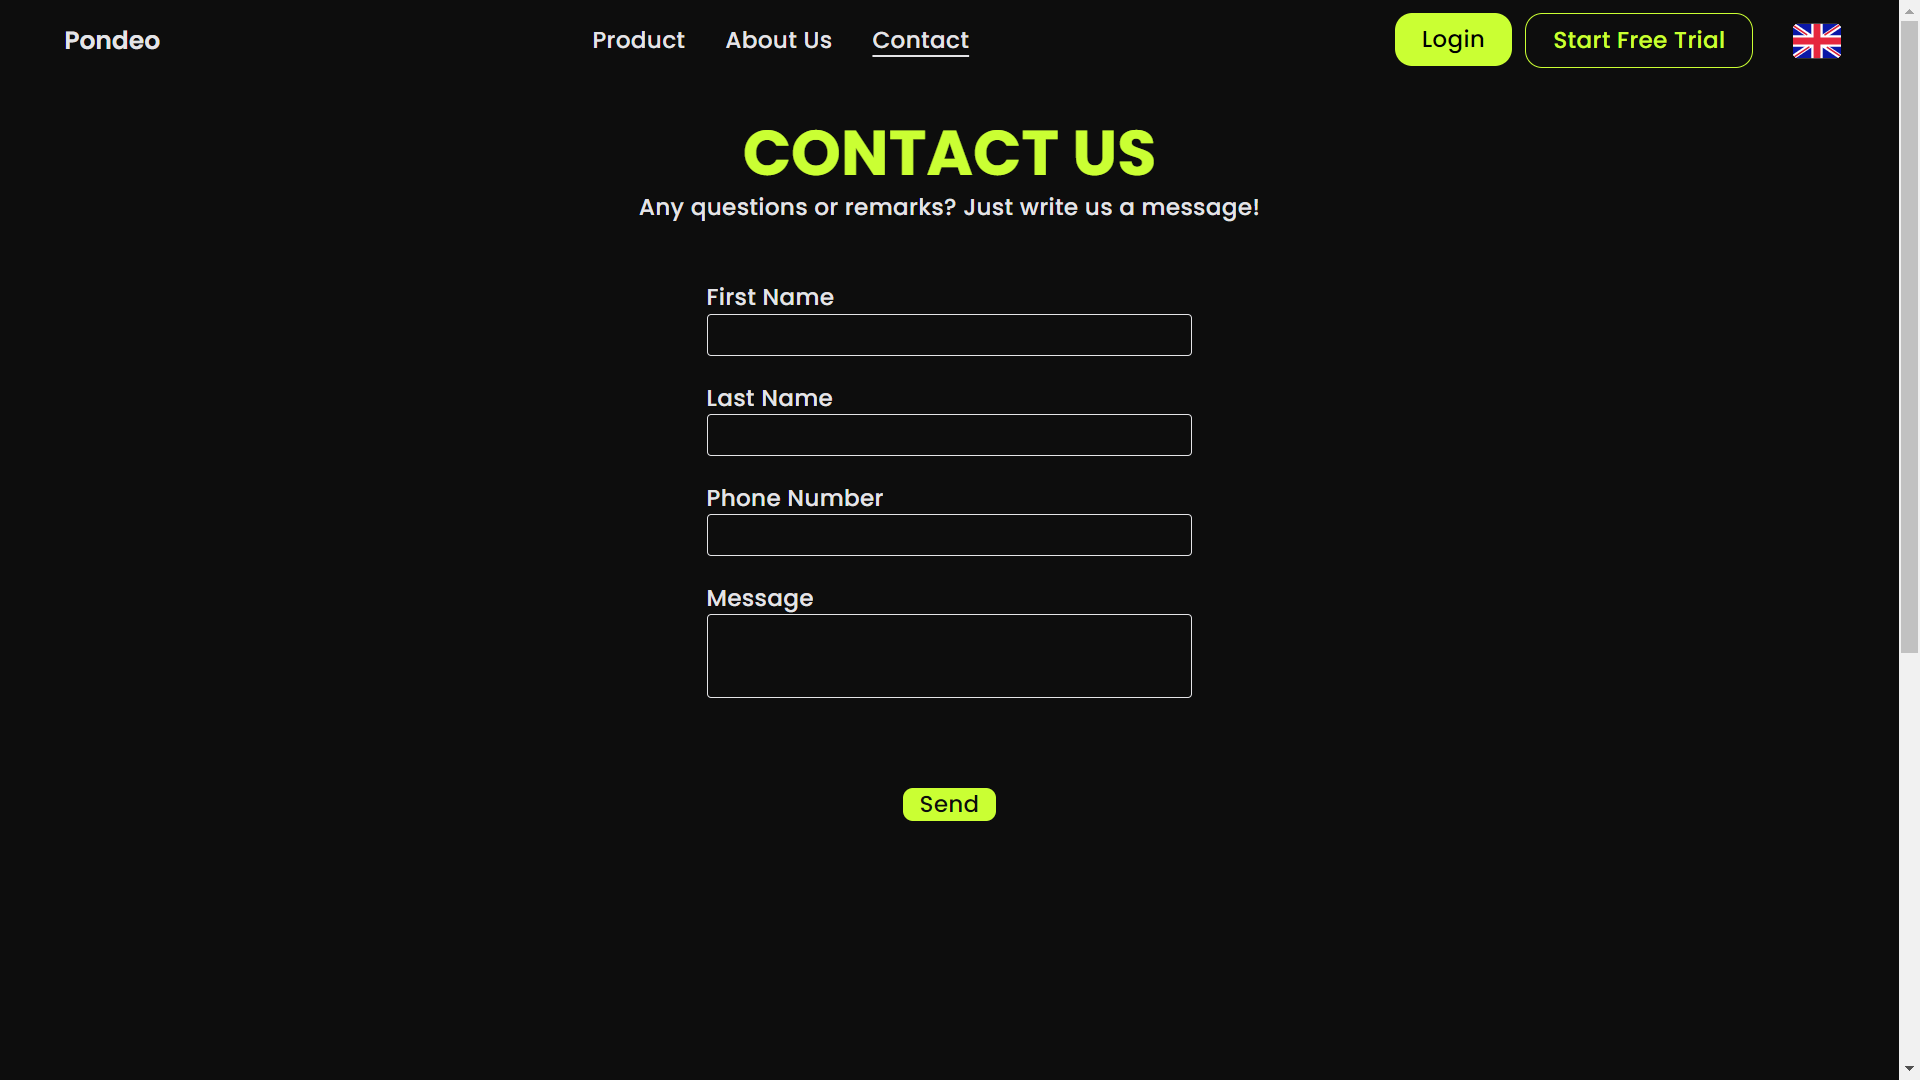 Pondeo
Product
About Us
Contact
Login
Start Free Trial
CONTACT US
Any questions or remarks? Just write us a message!
First Name
Last Name
Phone Number
Message
Send